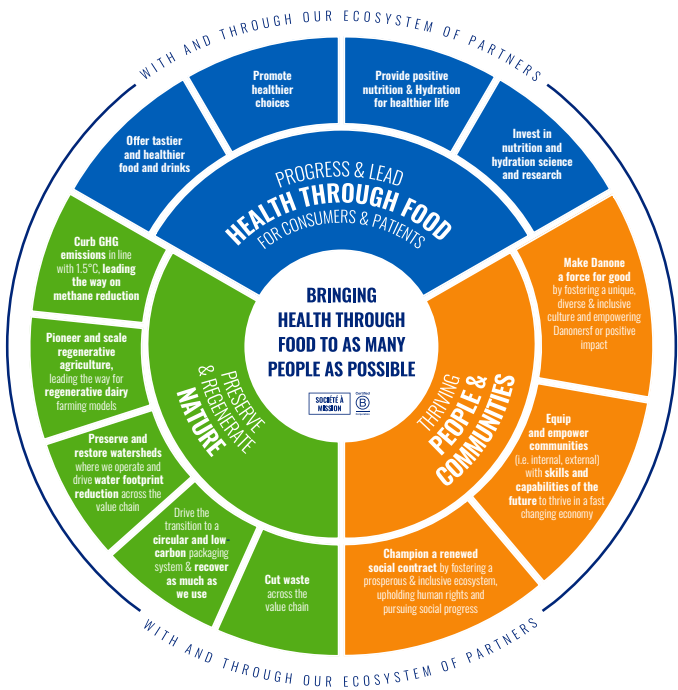 WITH AND THROUGH OUR ECOSYSTEM OF PARTNERS
Offer tastier
and healthier
food and drinks
Promote
healthier
choices
Provide positive
nutrition & Hydration
for healthier life
Invest in
nutrition and
hydration science
and research
PROGRESS & LEAD
HEALTH THROUGH FOOD
FOR CONSUMERS & PATIENTS
Curb GHG
emissions in line
with 1.5°C, leading
the way on
methane reduction
Pioneer and scale
regenerative
agriculture,
leading the way for
regenerative dairy
farming models
Preserve and
restore watersheds
where we operate and
drive water footprint
reduction across the
value chain
Drive the
transition to a
circular and low-
carbon packaging
system & recover
as much as
we use
Cut waste
across the
value chain
PRESERVE
& REGENERATE
NATURE
BRINGING
HEALTH THROUGH
FOOD TO AS MANY
PEOPLE AS POSSIBLE
SOCIÉTÉ À
MISSION
Certified
B
Corporation
THRIVING
PEOPLE &
COMMUNITIES
Make Danone
a force for good
by fostering a unique,
diverse & inclusive
culture and empowering
Danonersf or positive
impact
Equip
and empower
communities
(i.e. internal, external)
with skills and
capabilities of the
future to thrive in a fast
changing economy
Champion a renewed
social contract by fostering a
prosperous & inclusive ecosystem,
upholding human rights and
pursuing social progress
WITH AND THROUGH OUR ECOSYSTEM OF PARTNERS